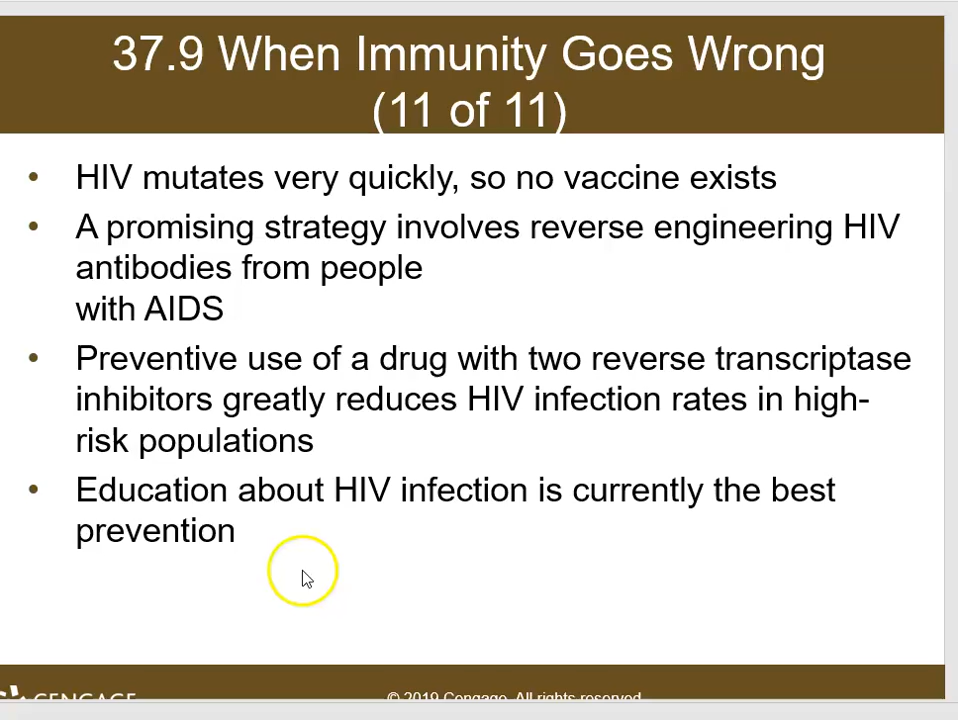 37.9 When Immunity Goes Wrong
(11 of 11)
• HIV mutates very quickly, so no vaccine exists
• A promising strategy involves reverse engineering HIV
antibodies from people
with AIDS
• Preventive use of a drug with two reverse transcriptase
inhibitors greatly reduces HIV infection rates in high-
risk populations
• Education about HIV infection is currently the best
prevention
CENGAGE
© 2019 Cengage. All rights reserved.